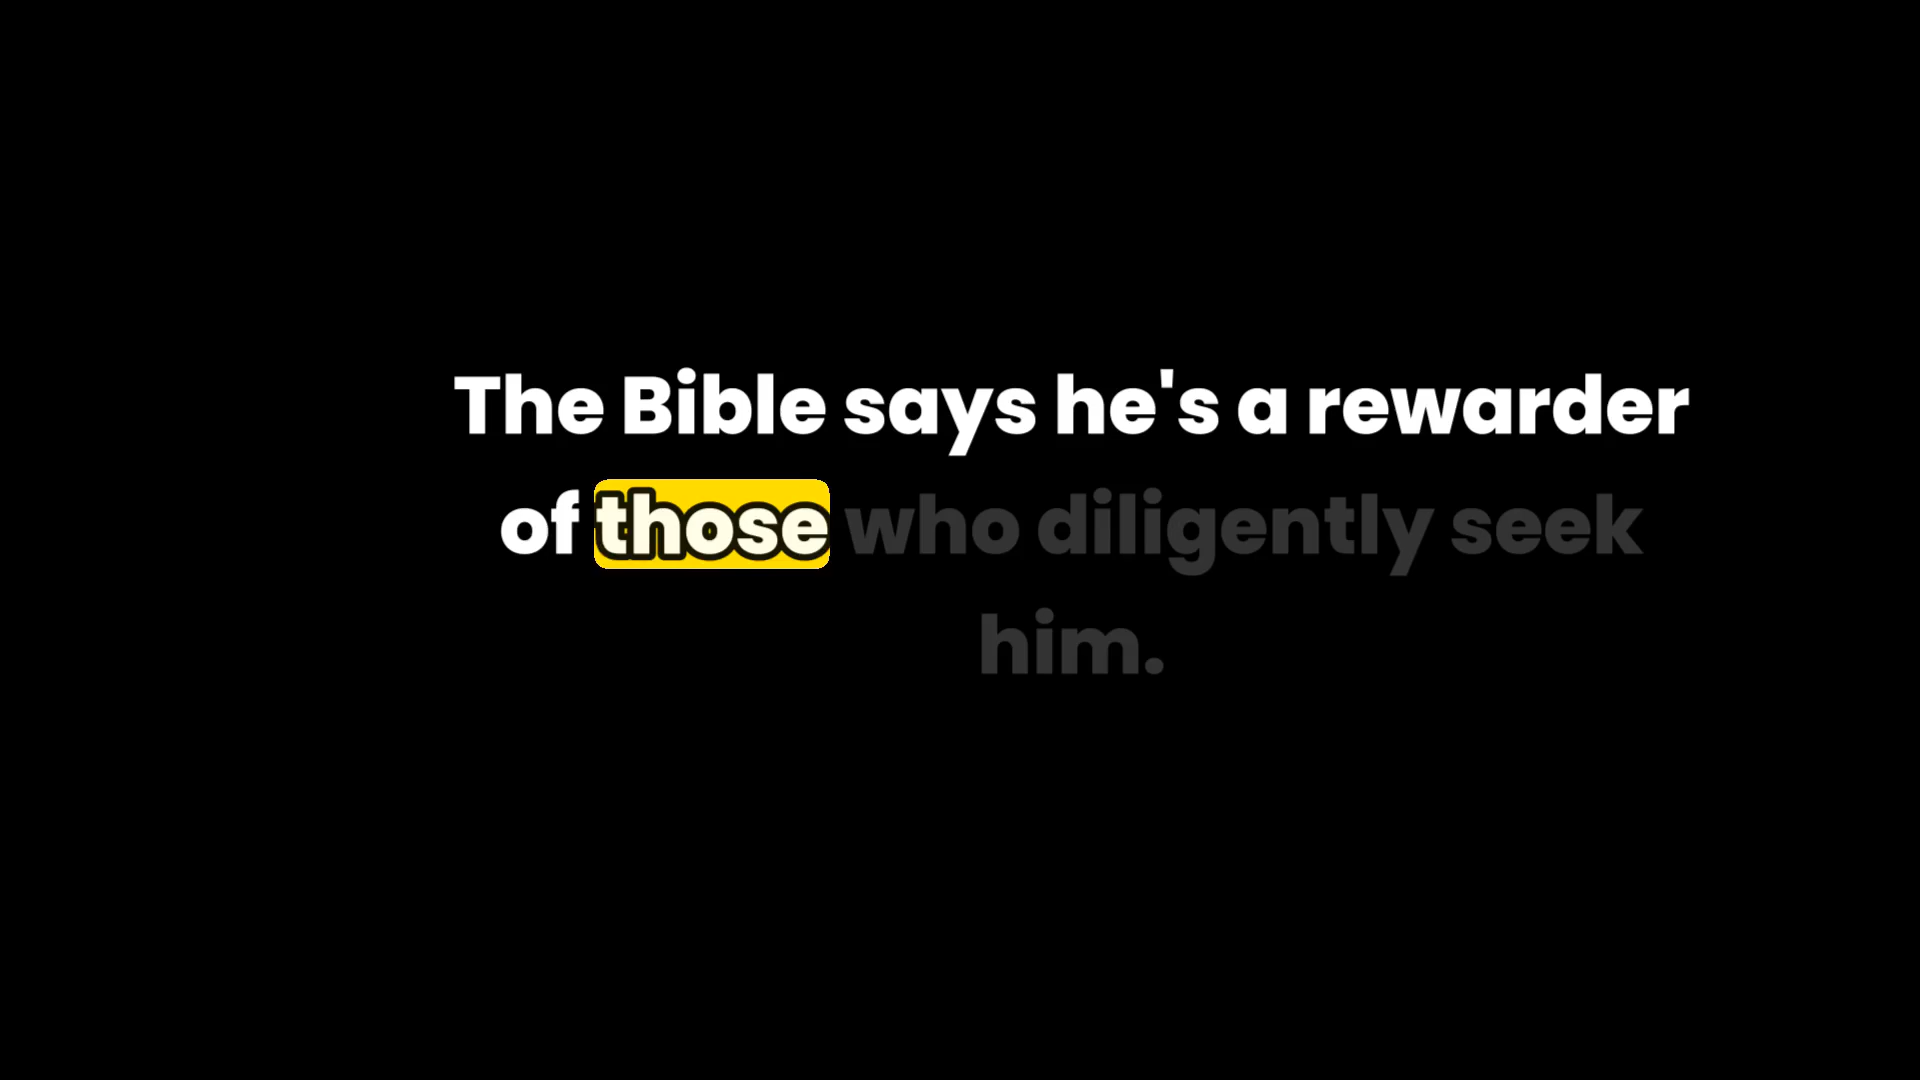 The Bible says he's a rewarder
of those who diligently seek
him.